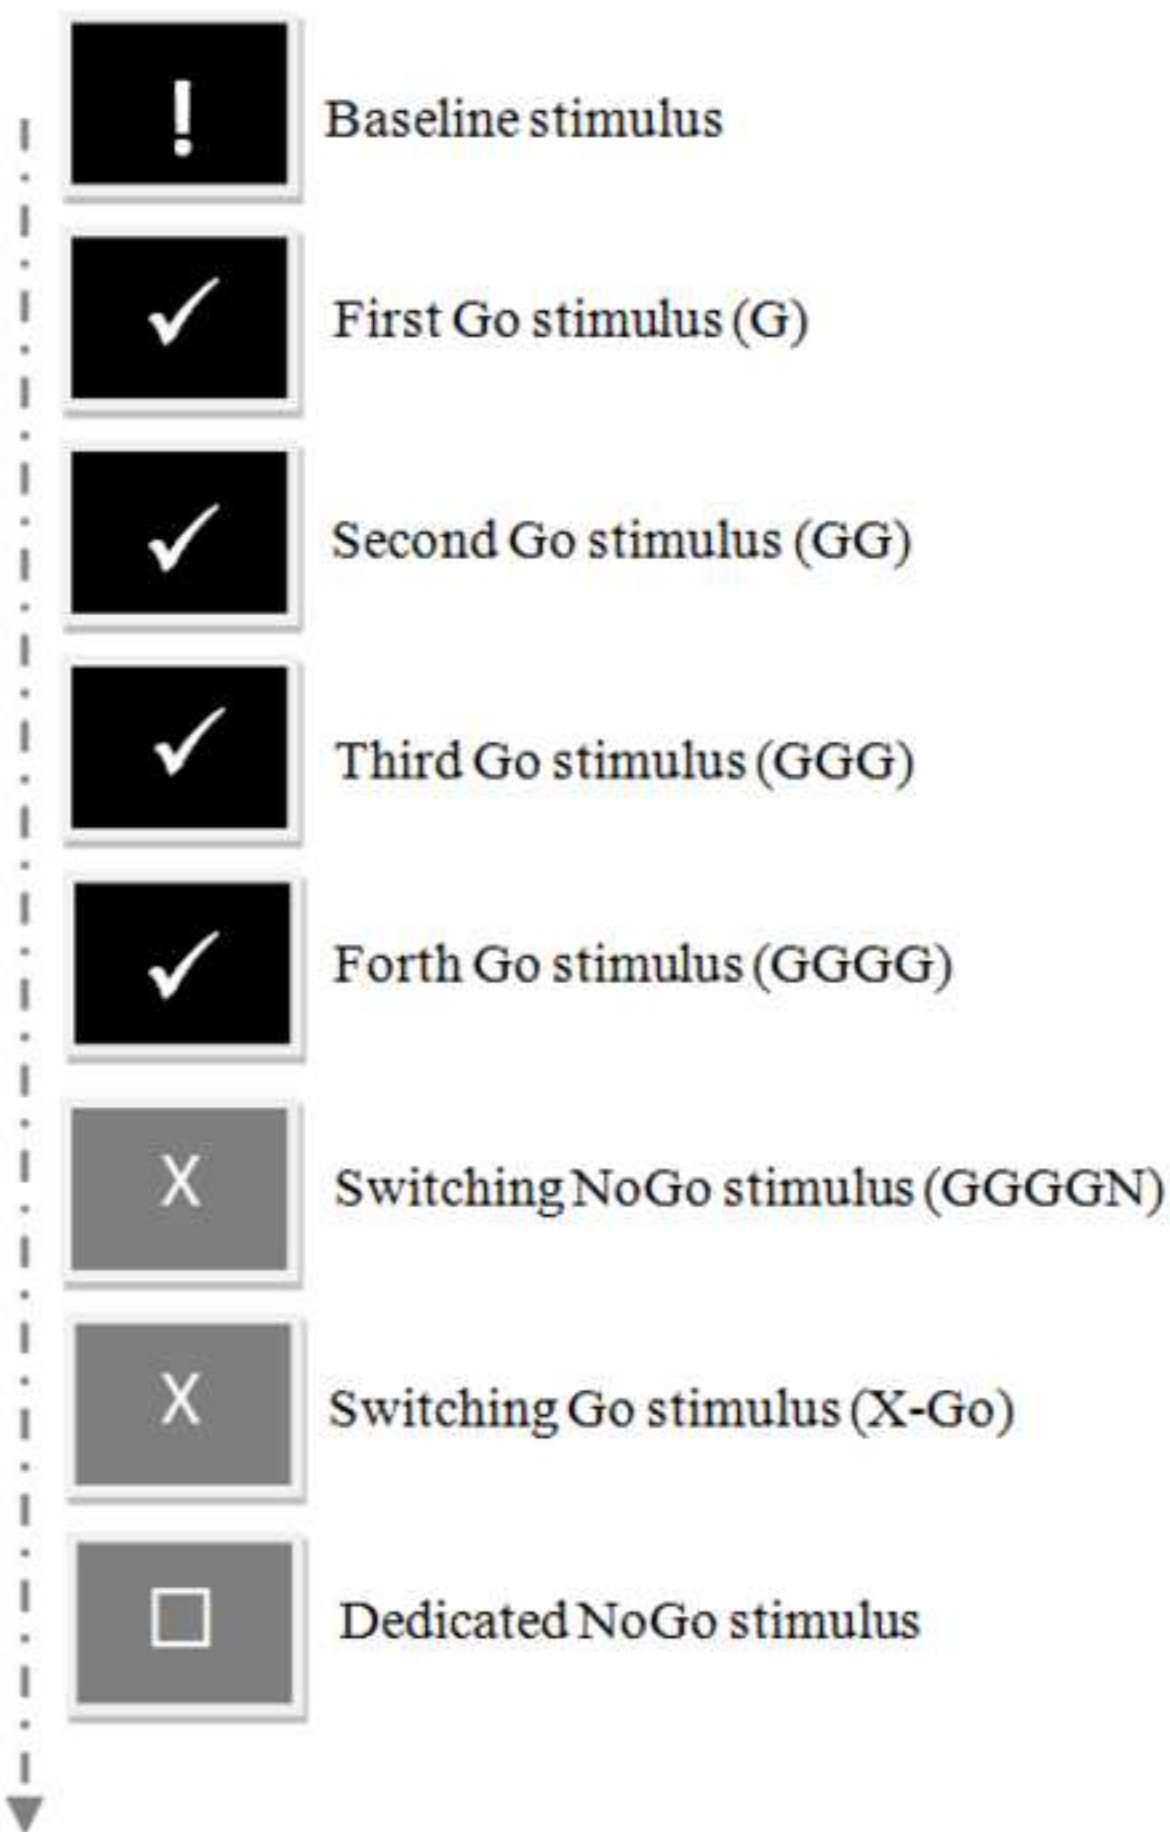 !
Baseline stimulus
✓
First Go stimulus (G)
✓
Second Go stimulus (GG)
✓
Third Go stimulus (GGG)
✓
Forth Go stimulus (GGGG)
X
Switching NoGo stimulus (GGGGN)
X
Switching Go stimulus (X-Go)
□
Dedicated NoGo stimulus